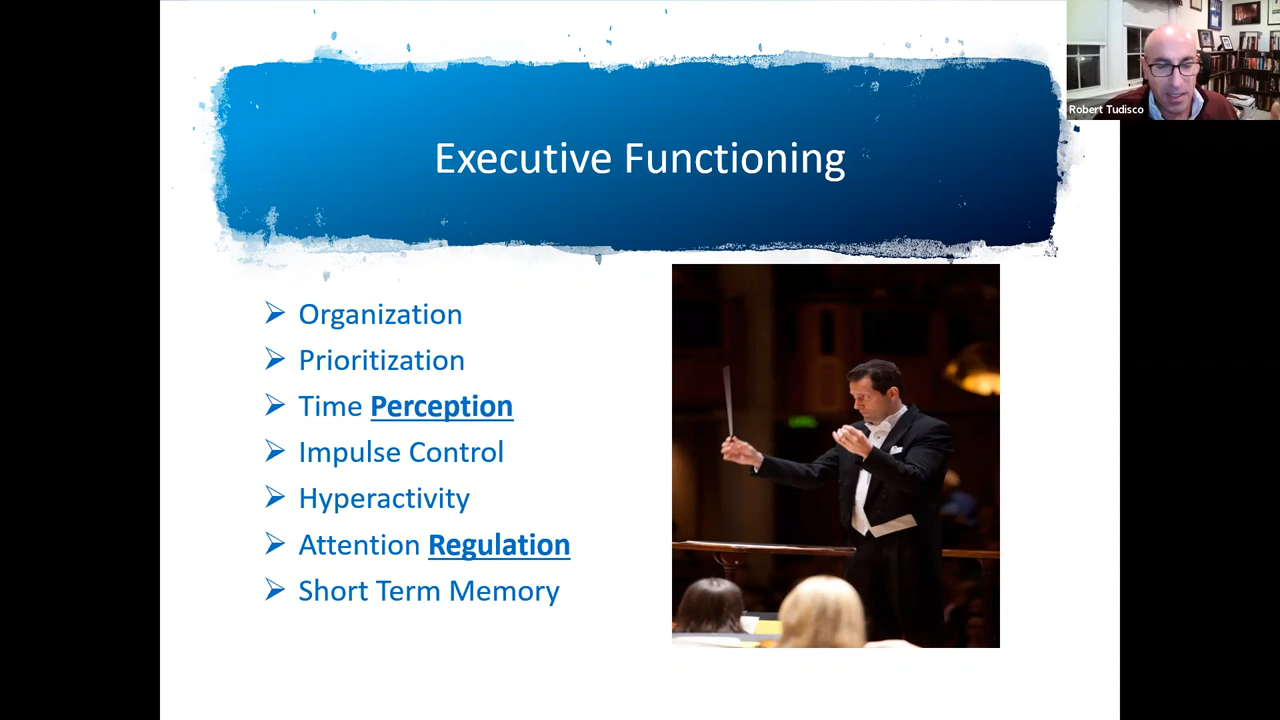 Executive Functioning
Robert Tudisco
Organization
Prioritization
Time Perception
Impulse Control
Hyperactivity
Attention Regulation
Short Term Memory